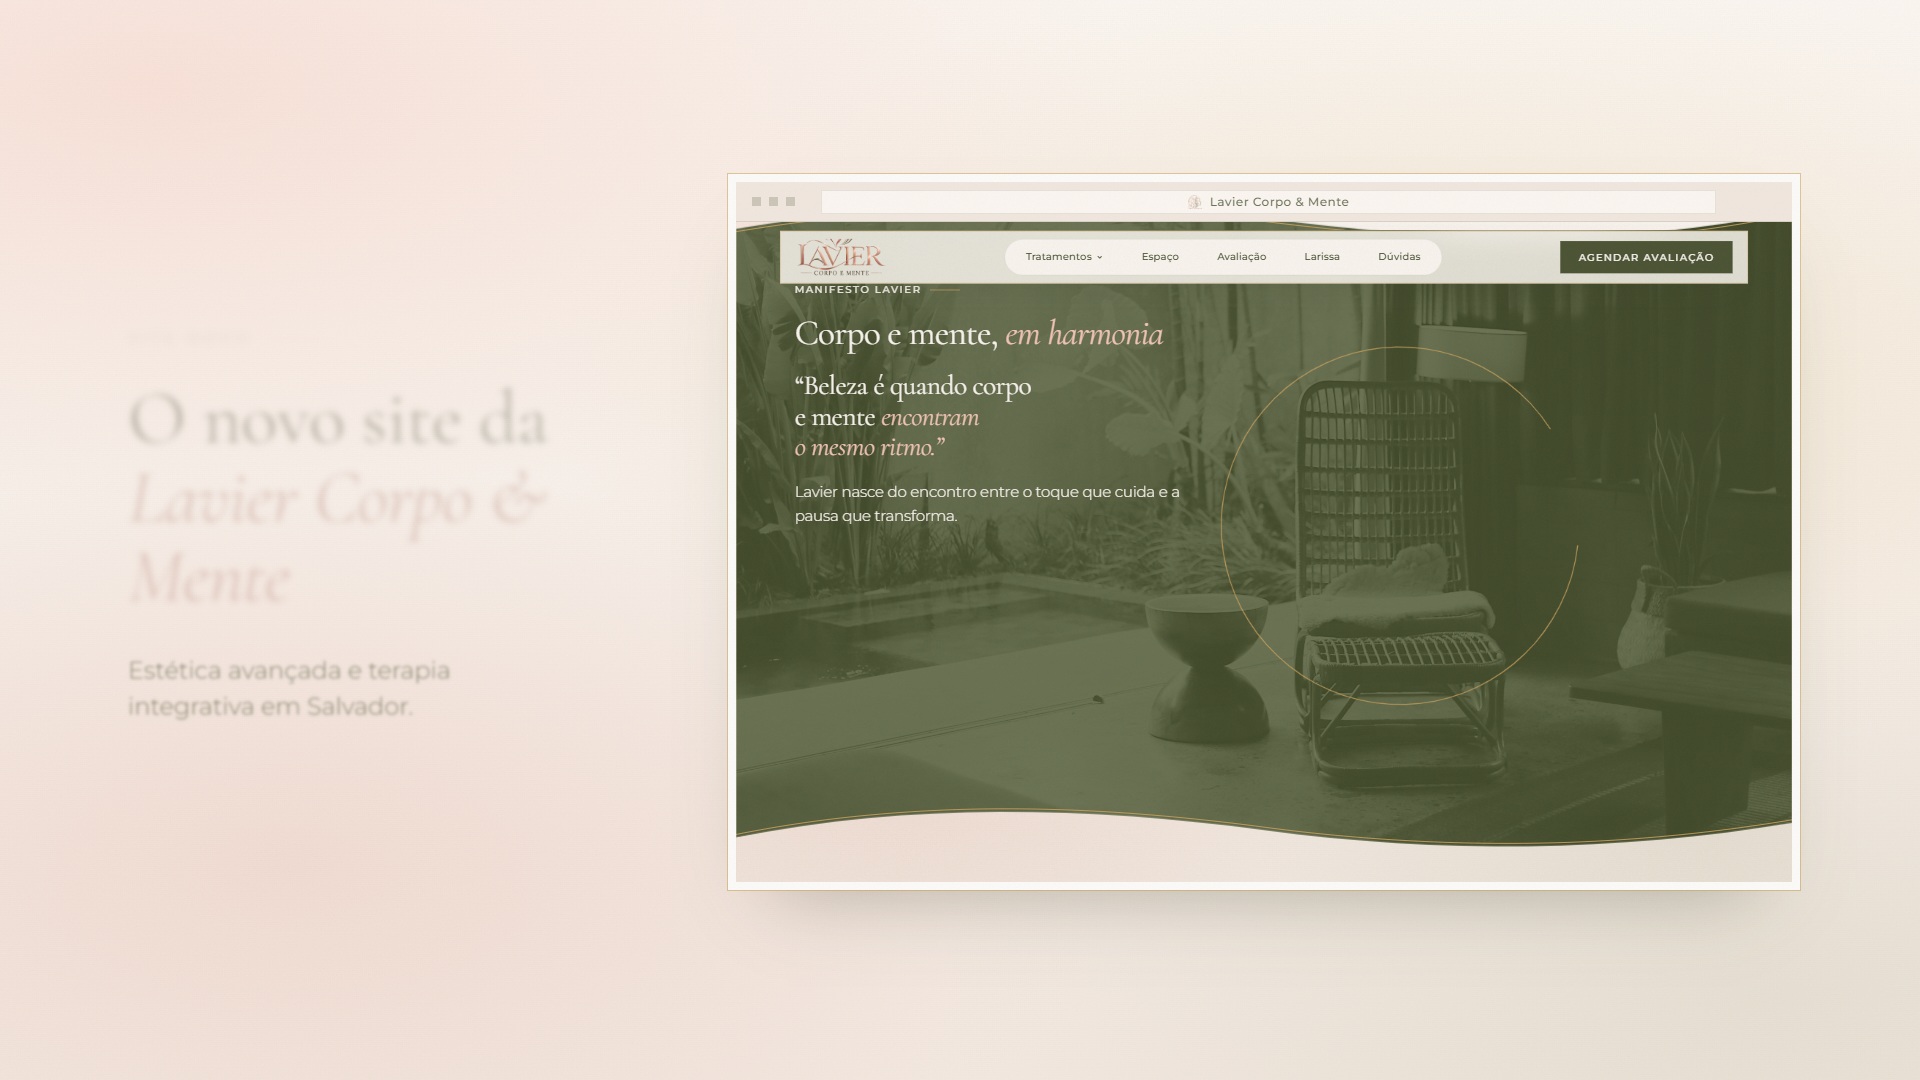 O novo site da
Lavier Corpo &
Mente
Estética avançada e terapia
integrativa em Salvador.
Lavier Corpo & Mente
LAVIER
CORPO E MENTE
Tratamentos
Espaço
Avaliação
Larissa
Dúvidas
AGENDAR AVALIAÇÃO
MANIFESTO LAVIER
Corpo e mente, em harmonia
“Beleza é quando corpo
e mente encontram
o mesmo ritmo.”
Lavier nasce do encontro entre o toque que cuida e a
pausa que transforma.